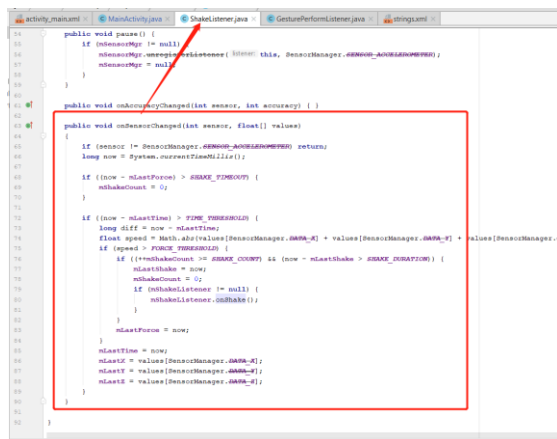 activity_main.xml × MainActivity.java × ShakeListener.java × GesturePerformListener.java × strings.xml ×
54 public void pause() {
55 if (mSensorMgr != null)
56 mSensorMgr.unregisterListener( listener: this, SensorManager.SENSOR_ACCELEROMETER);
57 mSensorMgr = null
58 }
59 }
60
61 public void onAccuracyChanged(int sensor, int accuracy) { }
62
63 public void onSensorChanged(int sensor, float[] values)
64 {
65 if (sensor != SensorManager.SENSOR_ACCELEROMETER) return;
66 long now = System.currentTimeMillis();
67
68 if ((now - mLastForce) > SHAKE_TIMEOUT) {
69 mShakeCount = 0;
70 }
71
72 if ((now - mLastTime) > TIME_THRESHOLD) {
73 long diff = now - mLastTime;
74 float speed = Math.abs(values[SensorManager.DATA_X] + values[SensorManager.DATA_Y] + values[SensorManager.
75 if (speed > FORCE_THRESHOLD) {
76 if ((++mShakeCount >= SHAKE_COUNT) && (now - mLastShake > SHAKE_DURATION)) {
77 mLastShake = now;
78 mShakeCount = 0;
79 if (mShakeListener != null) {
80 mShakeListener.onShake();
81 }
82 }
83 mLastForce = now;
84 }
85 mLastTime = now;
86 mLastX = values[SensorManager.DATA_X];
87 mLastY = values[SensorManager.DATA_Y];
88 mLastZ = values[SensorManager.DATA_Z];
89 }
90 }
91
92 }